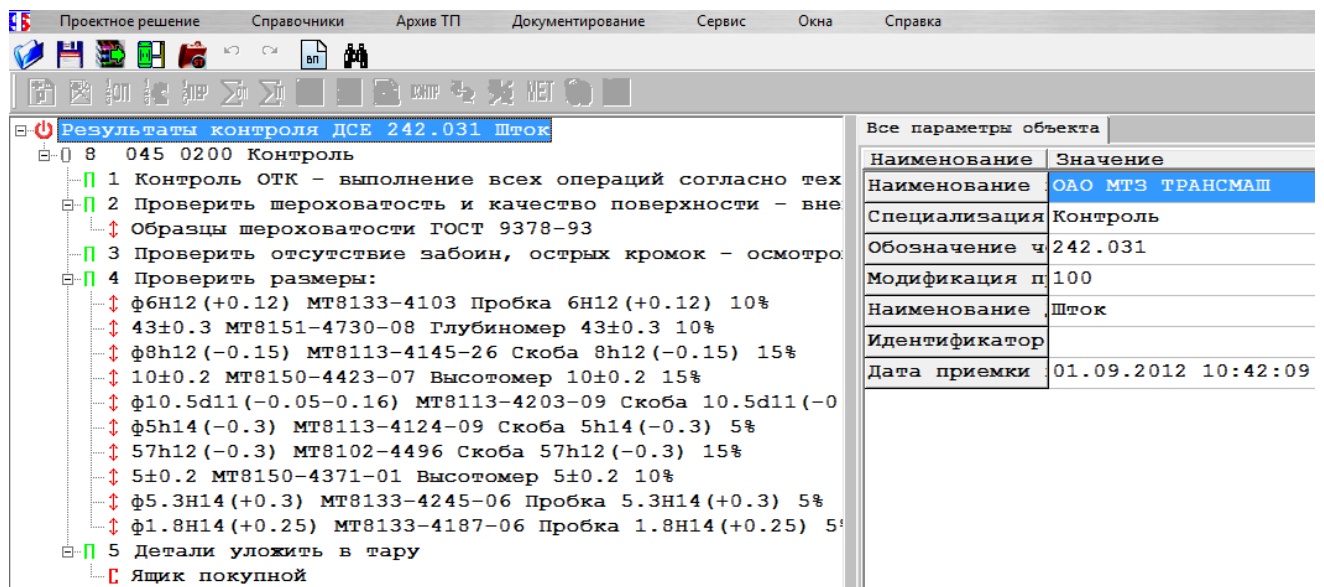 Проектное решение Справочники Архив ТП Документирование Сервис Окна Справка
ВП
Результаты контроля ДСЕ 242.031 Шток
8 045 0200 Контроль
1 Контроль ОТК – выполнение всех операций согласно тех
2 Проверить шероховатость и качество поверхности – вне
Образцы шероховатости ГОСТ 9378-93
3 Проверить отсутствие забоин, острых кромок – осмотро
4 Проверить размеры:
ф6H12(+0.12) МТ8133-4103 Пробка 6H12(+0.12) 10%
43±0.3 МТ8151-4730-08 Глубиномер 43±0.3 10%
ф8h12(-0.15) МТ8113-4145-26 Скоба 8h12(-0.15) 15%
10±0.2 МТ8150-4423-07 Высотомер 10±0.2 15%
ф10.5d11(-0.05-0.16) МТ8113-4203-09 Скоба 10.5d11(-0
ф5h14(-0.3) МТ8113-4124-09 Скоба 5h14(-0.3) 5%
57h12(-0.3) МТ8102-4496 Скоба 57h12(-0.3) 15%
5±0.2 МТ8150-4371-01 Высотомер 5±0.2 10%
ф5.3H14(+0.3) МТ8133-4245-06 Пробка 5.3H14(+0.3) 5%
ф1.8H14(+0.25) МТ8133-4187-06 Пробка 1.8H14(+0.25) 5%
5 Детали уложить в тару
Ящик покупной
Все параметры объекта
Наименование Значение
Наименование ОАО МТЗ ТРАНСМАШ
Специализация Контроль
Обозначение ч 242.031
Модификация п 100
Наименование Шток
Идентификатор
Дата приемки 01.09.2012 10:42:09